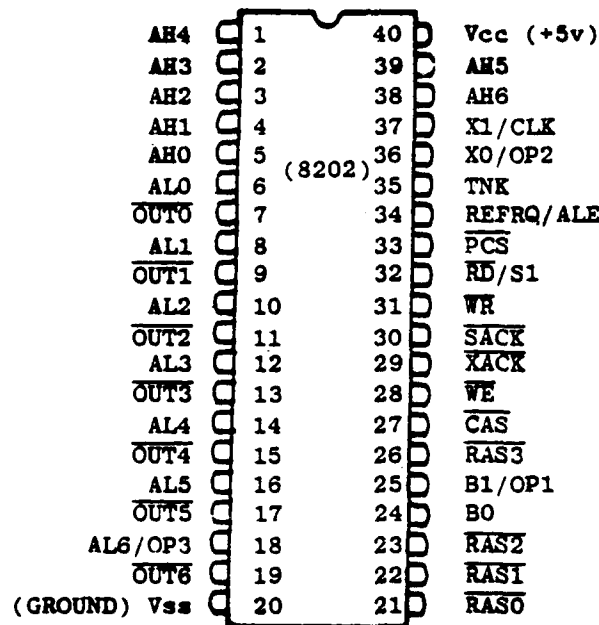 AH4 1 40 Vcc (+5v)
AH3 2 39 AH5
AH2 3 38 AH6
AH1 4 37 X1/CLK
AH0 5 36 X0/OP2
(8202)
AL0 6 35 TNK
OUT0 7 34 REFRQ/ALE
AL1 8 33 PCS
OUT1 9 32 RD/S1
AL2 10 31 WR
OUT2 11 30 SACK
AL3 12 29 XACK
OUT3 13 28 WE
AL4 14 27 CAS
OUT4 15 26 RAS3
AL5 16 25 B1/OP1
OUT5 17 24 B0
AL6/OP3 18 23 RAS2
OUT6 19 22 RAS1
(GROUND) Vss 20 21 RAS0